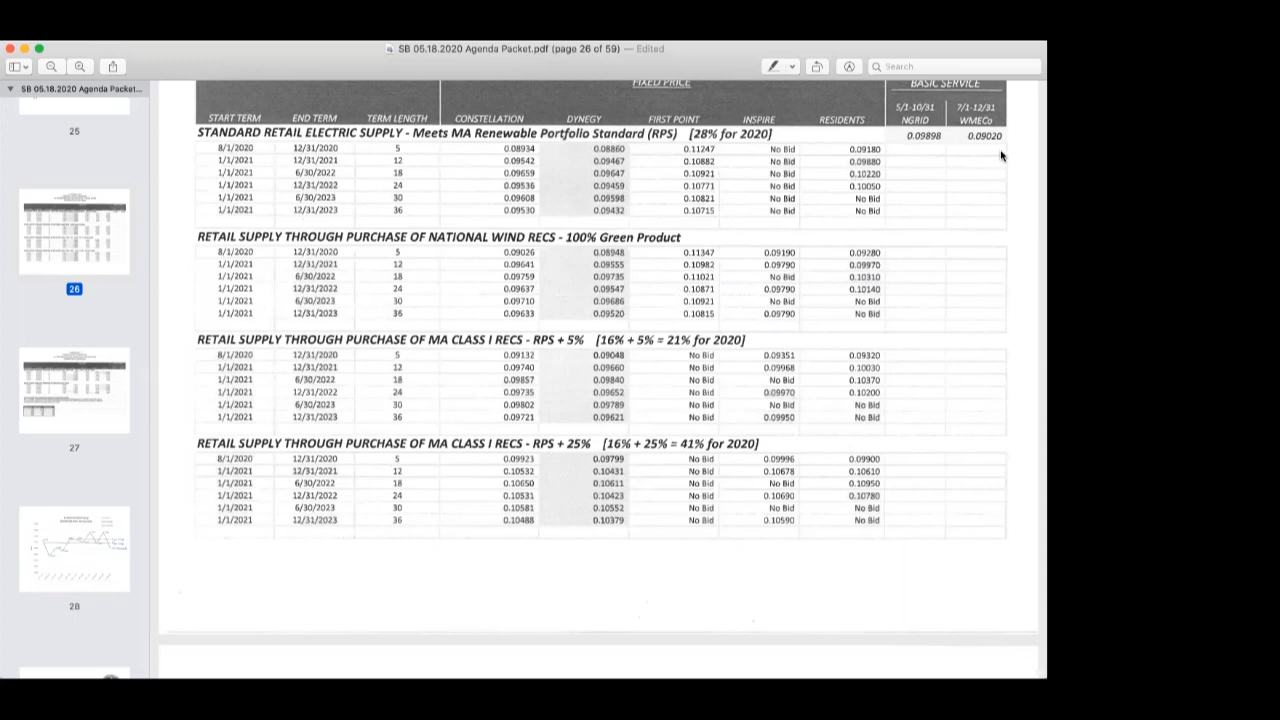 SB 05.18.2020 Agenda Packet.pdf (page 26 of 59) — Edited
Search
SB 05.18.2020 Agenda Packet...
25
26
27
28
FIXED PRICE BASIC SERVICE
5/1-10/31 7/1-12/31
START TERM END TERM TERM LENGTH CONSTELLATION DYNEGY FIRST POINT INSPIRE RESIDENTS NGRID WMECo
STANDARD RETAIL ELECTRIC SUPPLY - Meets MA Renewable Portfolio Standard (RPS) [28% for 2020] 0.09898 0.09020
8/1/2020 12/31/2020 5 0.08934 0.08860 0.11247 No Bid 0.09180
1/1/2021 12/31/2021 12 0.09542 0.09467 0.10882 No Bid 0.09880
1/1/2021 6/30/2022 18 0.09659 0.09647 0.10921 No Bid 0.10220
1/1/2021 12/31/2022 24 0.09536 0.09459 0.10771 No Bid 0.10050
1/1/2021 6/30/2023 30 0.09608 0.09598 0.10821 No Bid No Bid
1/1/2021 12/31/2023 36 0.09530 0.09432 0.10715 No Bid No Bid
RETAIL SUPPLY THROUGH PURCHASE OF NATIONAL WIND RECS - 100% Green Product
8/1/2020 12/31/2020 5 0.09026 0.08948 0.11347 0.09190 0.09280
1/1/2021 12/31/2021 12 0.09641 0.09555 0.10982 0.09790 0.09970
1/1/2021 6/30/2022 18 0.09759 0.09735 0.11021 No Bid 0.10310
1/1/2021 12/31/2022 24 0.09637 0.09547 0.10871 0.09790 0.10140
1/1/2021 6/30/2023 30 0.09710 0.09686 0.10921 No Bid No Bid
1/1/2021 12/31/2023 36 0.09633 0.09520 0.10815 0.09790 No Bid
RETAIL SUPPLY THROUGH PURCHASE OF MA CLASS I RECS - RPS + 5% [16% + 5% = 21% for 2020]
8/1/2020 12/31/2020 5 0.09132 0.09048 No Bid 0.09351 0.09320
1/1/2021 12/31/2021 12 0.09740 0.09660 No Bid 0.09968 0.10030
1/1/2021 6/30/2022 18 0.09857 0.09840 No Bid No Bid 0.10370
1/1/2021 12/31/2022 24 0.09735 0.09652 No Bid 0.09970 0.10200
1/1/2021 6/30/2023 30 0.09802 0.09789 No Bid No Bid No Bid
1/1/2021 12/31/2023 36 0.09721 0.09621 No Bid 0.09950 No Bid
RETAIL SUPPLY THROUGH PURCHASE OF MA CLASS I RECS - RPS + 25% [16% + 25% = 41% for 2020]
8/1/2020 12/31/2020 5 0.09923 0.09799 No Bid 0.09996 0.09900
1/1/2021 12/31/2021 12 0.10532 0.10431 No Bid 0.10678 0.10610
1/1/2021 6/30/2022 18 0.10650 0.10611 No Bid No Bid 0.10950
1/1/2021 12/31/2022 24 0.10531 0.10423 No Bid 0.10690 0.10780
1/1/2021 6/30/2023 30 0.10581 0.10552 No Bid No Bid No Bid
1/1/2021 12/31/2023 36 0.10488 0.10379 No Bid 0.10590 No Bid